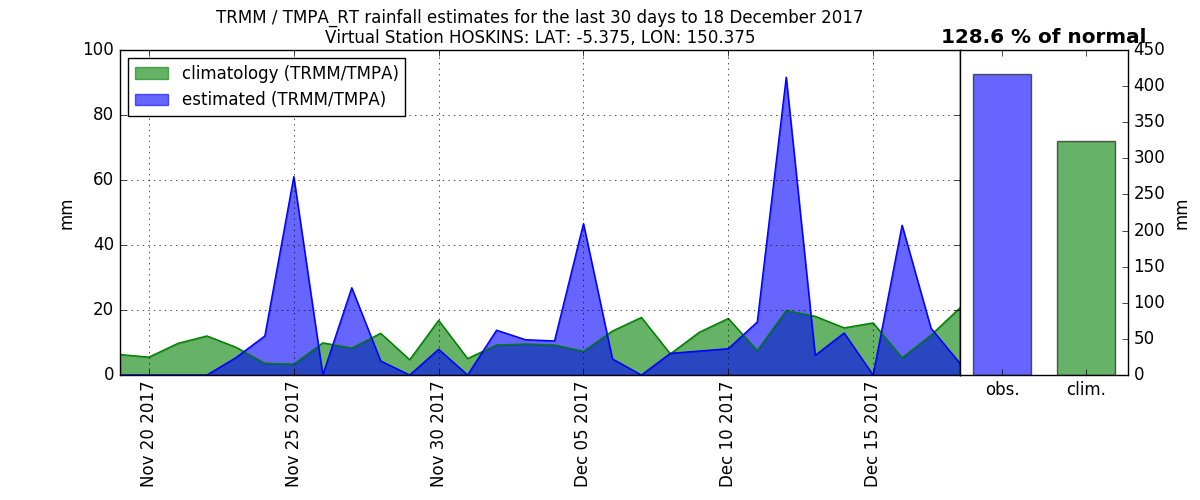 TRMM / TMPA_RT rainfall estimates for the last 30 days to 18 December 2017
Virtual Station HOSKINS: LAT: -5.375, LON: 150.375
128.6 % of normal
climatology (TRMM/TMPA)
estimated (TRMM/TMPA)
100
80
60
40
20
0
mm
Nov 20 2017
Nov 25 2017
Nov 30 2017
Dec 05 2017
Dec 10 2017
Dec 15 2017
obs.
clim.
450
400
350
300
250
200
150
100
50
0
mm